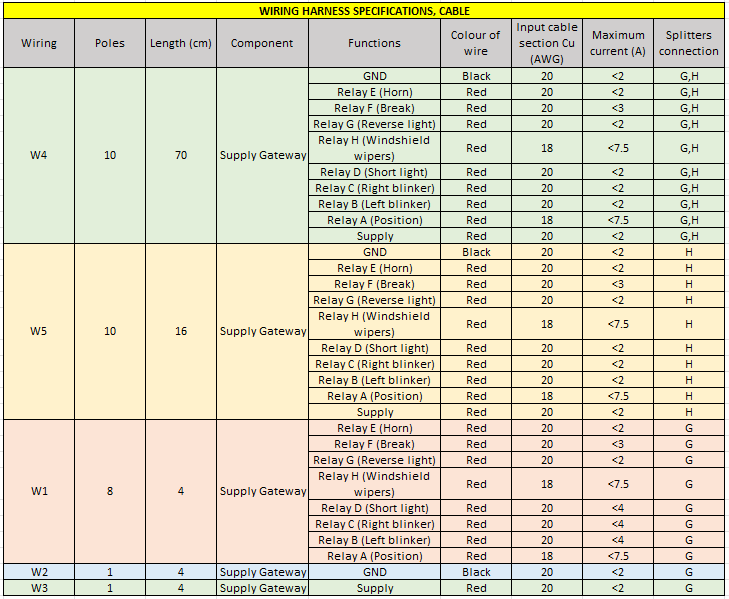 WIRING HARNESS SPECIFICATIONS, CABLE
Wiring Poles Length (cm) Component Functions Colour of wire Input cable section Cu (AWG) Maximum current (A) Splitters connection
W4 10 70 Supply Gateway
GND Black 20 <2 G,H
Relay E (Horn) Red 20 <2 G,H
Relay F (Break) Red 20 <3 G,H
Relay G (Reverse light) Red 20 <2 G,H
Relay H (Windshield wipers) Red 18 <7.5 G,H
Relay D (Short light) Red 20 <2 G,H
Relay C (Right blinker) Red 20 <2 G,H
Relay B (Left blinker) Red 20 <2 G,H
Relay A (Position) Red 18 <7.5 G,H
Supply Red 20 <2 G,H
W5 10 16 Supply Gateway
GND Black 20 <2 H
Relay E (Horn) Red 20 <2 H
Relay F (Break) Red 20 <3 H
Relay G (Reverse light) Red 20 <2 H
Relay H (Windshield wipers) Red 18 <7.5 H
Relay D (Short light) Red 20 <2 H
Relay C (Right blinker) Red 20 <2 H
Relay B (Left blinker) Red 20 <2 H
Relay A (Position) Red 18 <7.5 H
Supply Red 20 <2 H
W1 8 4 Supply Gateway
Relay E (Horn) Red 20 <2 G
Relay F (Break) Red 20 <3 G
Relay G (Reverse light) Red 20 <2 G
Relay H (Windshield wipers) Red 18 <7.5 G
Relay D (Short light) Red 20 <4 G
Relay C (Right blinker) Red 20 <4 G
Relay B (Left blinker) Red 20 <4 G
Relay A (Position) Red 18 <7.5 G
W2 1 4 Supply Gateway GND Black 20 <2 G
W3 1 4 Supply Gateway Supply Red 20 <2 G